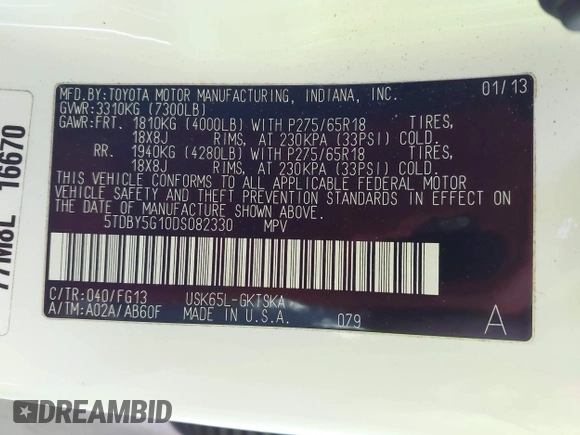 MFD.BY:TOYOTA MOTOR MANUFACTURING, INDIANA, INC. 01/13
GVWR:3310KG (7300LB)
GAWR:FRT. 1810KG (4000LB) WITH P275/65R18 TIRES,
18X8J RIMS, AT 230KPA (33PSI) COLD.
RR. 1940KG (4280LB) WITH P275/65R18 TIRES,
18X8J RIMS, AT 230KPA (33PSI) COLD.
THIS VEHICLE CONFORMS TO ALL APPLICABLE FEDERAL MOTOR
VEHICLE SAFETY AND THEFT PREVENTION STANDARDS IN EFFECT ON
THE DATE OF MANUFACTURE SHOWN ABOVE.
5TDBY5G10DS082330 MPV
C/TR:040/FG13 USK65L-GKTSKA
A/TM:A02A/AB60F MADE IN U.S.A. 079 A
16670
DREAMBID